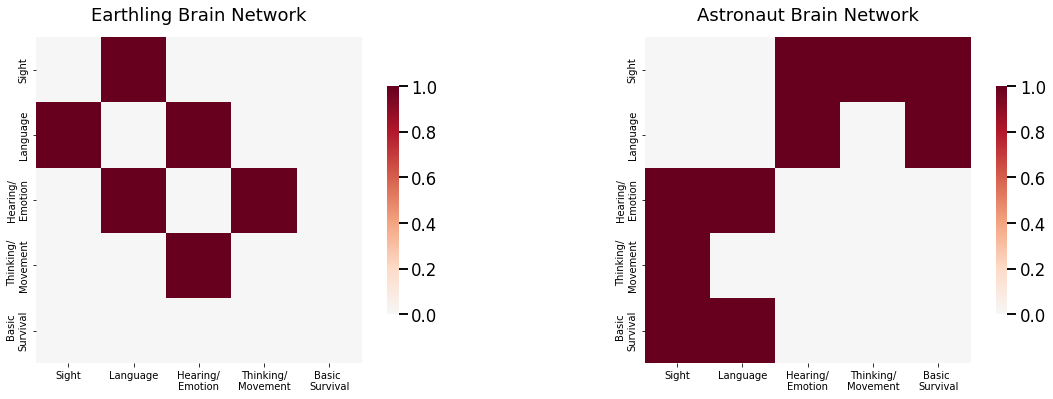 Earthling Brain Network
Sight
Language
Hearing/
Emotion
Thinking/
Movement
Basic
Survival
Sight
Language
Hearing/
Emotion
Thinking/
Movement
Basic
Survival
1.0
0.8
0.6
0.4
0.2
0.0
Astronaut Brain Network
Sight
Language
Hearing/
Emotion
Thinking/
Movement
Basic
Survival
Sight
Language
Hearing/
Emotion
Thinking/
Movement
Basic
Survival
1.0
0.8
0.6
0.4
0.2
0.0